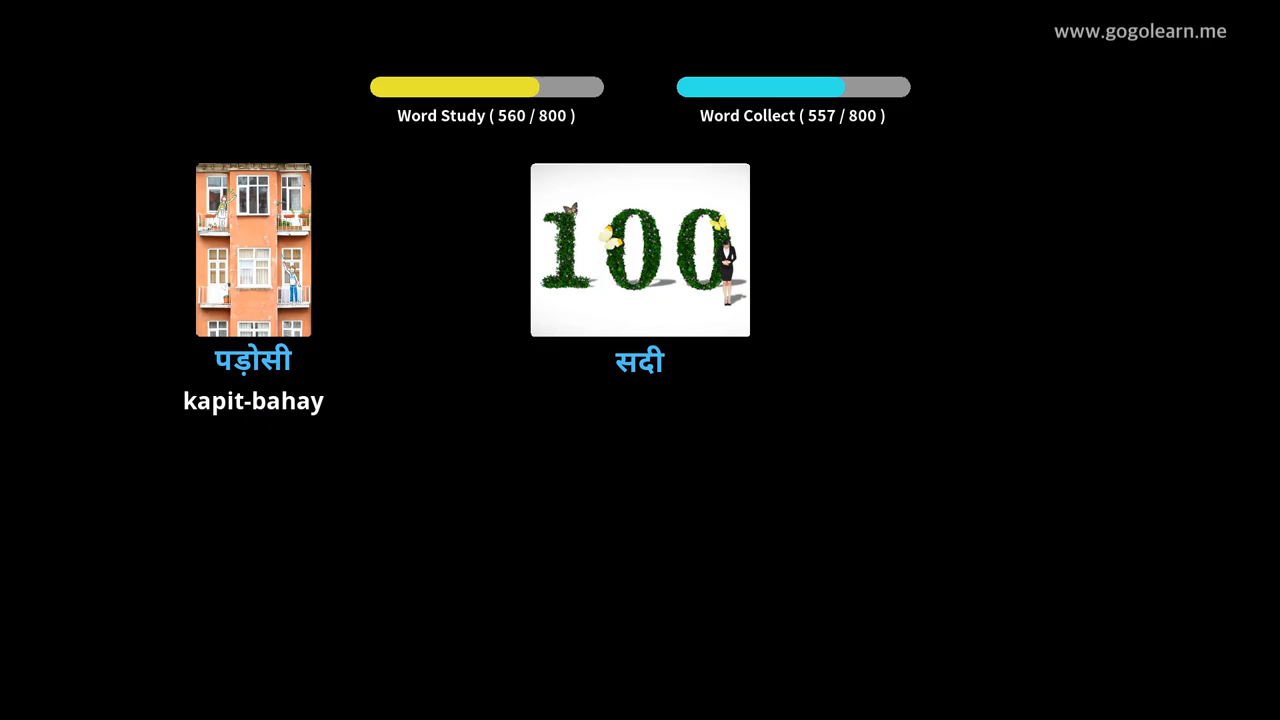 www.gogolearn.me
Word Study ( 560 / 800 )
Word Collect ( 557 / 800 )
100
पड़ोसी
सदी
kapit-bahay